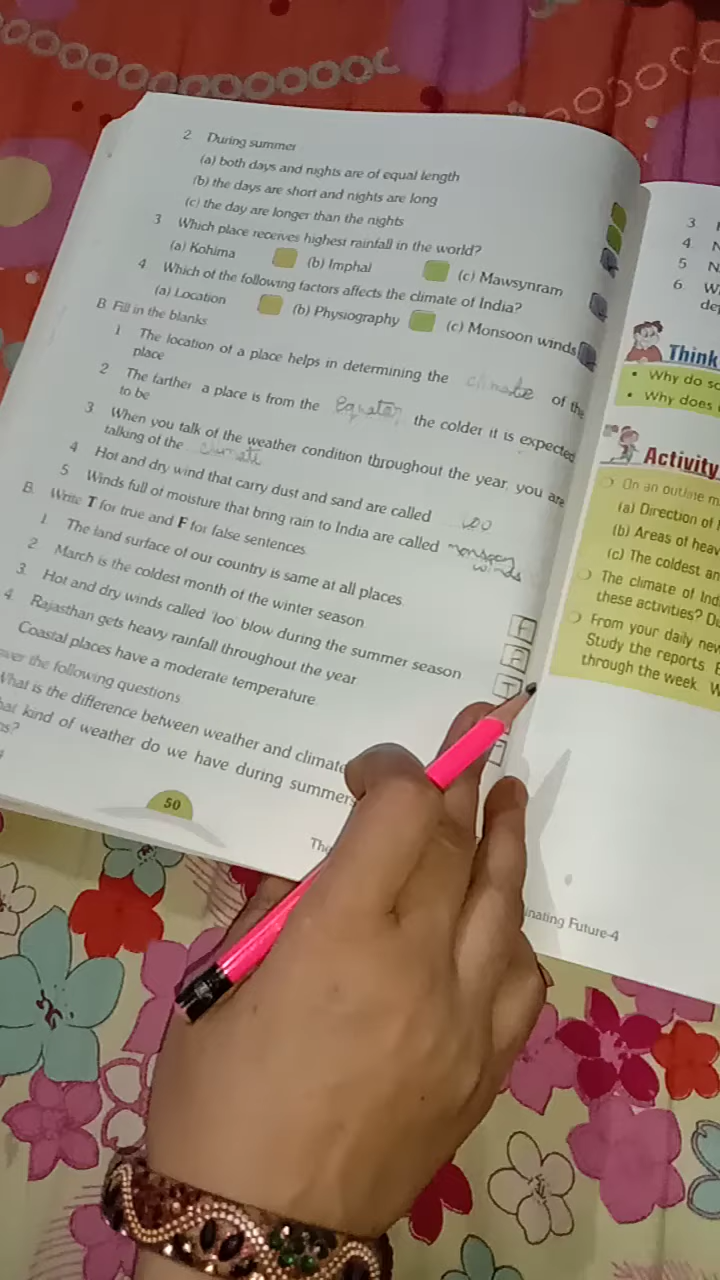 2 During summer
(a) both days and nights are of equal length
(b) the days are short and nights are long
(c) the day are longer than the nights
3 Which place receives highest rainfall in the world?
(a) Kohima (b) Imphal (c) Mawsynram
4 Which of the following factors affects the climate of India?
(a) Location (b) Physiography (c) Monsoon winds
B. Fill in the blanks
1 The location of a place helps in determining the climate of the
place
2 The farther a place is from the Equator the colder it is expected
to be
3 When you talk of the weather condition throughout the year, you are
talking of the climate
4 Hot and dry wind that carry dust and sand are called loo
5 Winds full of moisture that bring rain to India are called monsoon
winds
B. Write T for true and F for false sentences
1. The land surface of our country is same at all places F
2. March is the coldest month of the winter season
3. Hot and dry winds called 'loo' blow during the summer season T
4. Rajasthan gets heavy rainfall throughout the year
Coastal places have a moderate temperature
the following questions
What is the difference between weather and climate
kind of weather do we have during summer
50
3
4
5
6
Think
• Why do
• Why does
Activity
On an outline
(a) Direction of
(b) Areas of
(c) The coldest
The climate of
these activities?
From your daily
Study the reports
through the week
Future-4